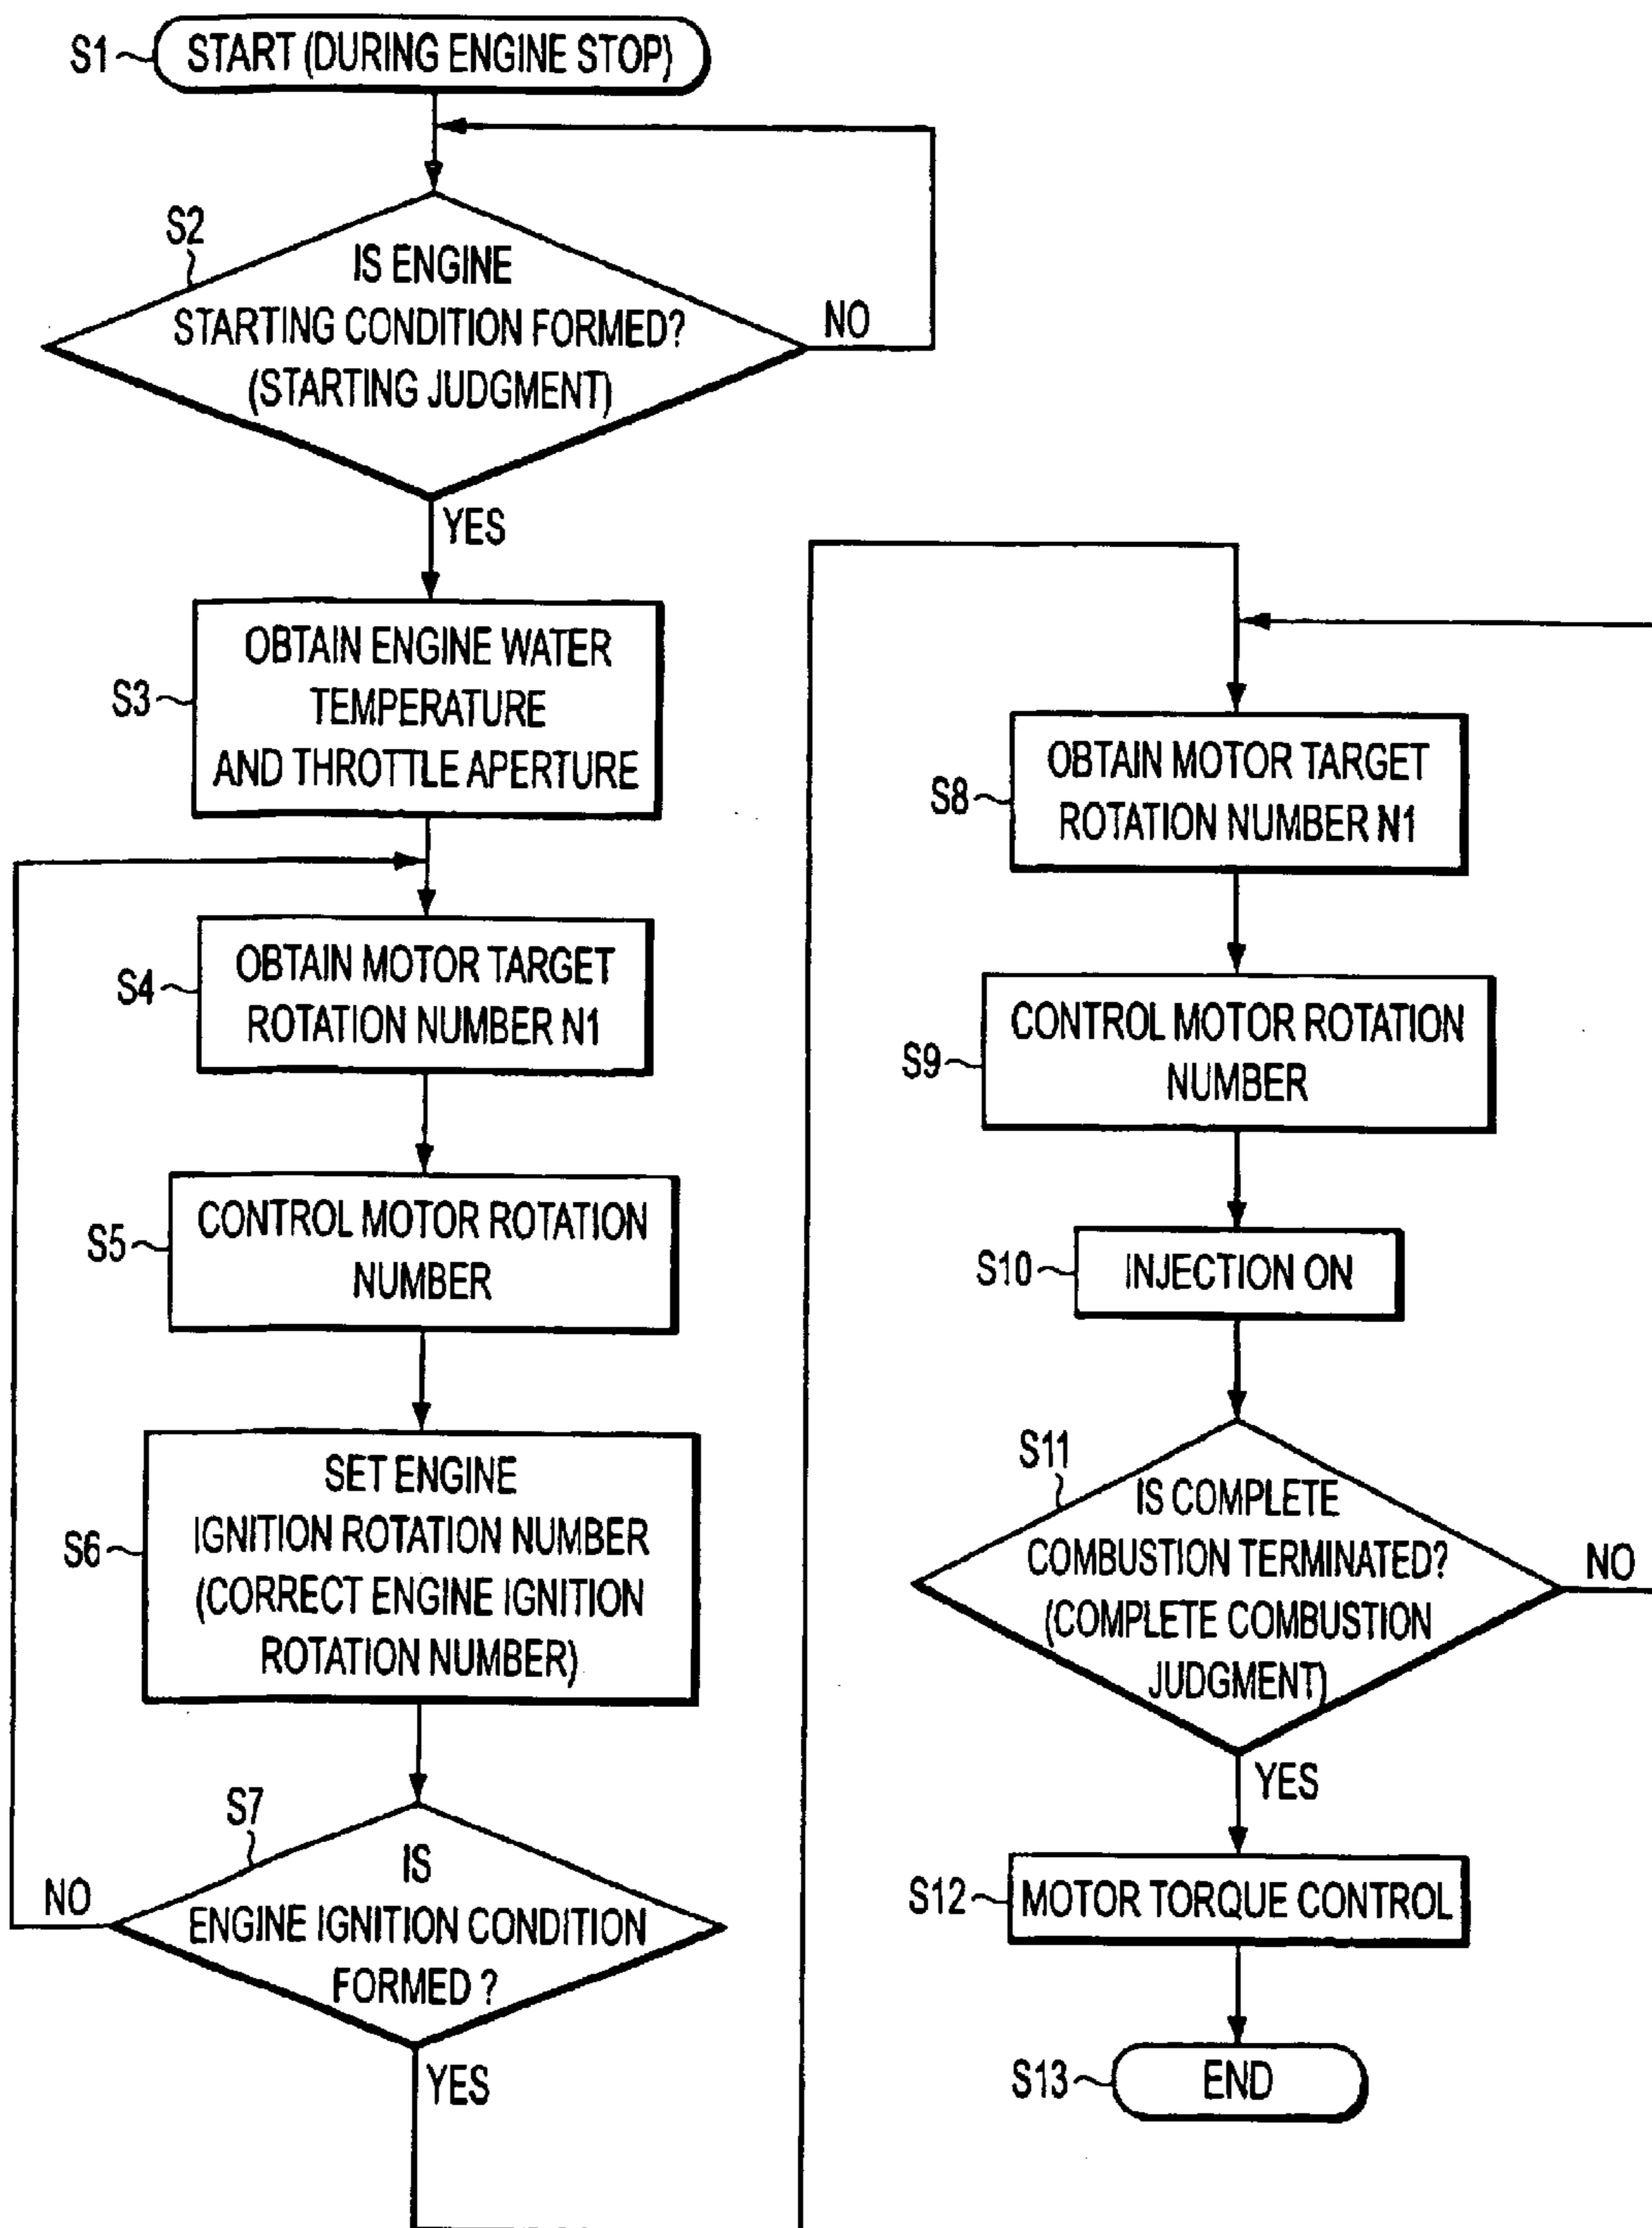 S1
START (DURING ENGINE STOP)
S2
IS ENGINE
STARTING CONDITION FORMED?
(STARTING JUDGMENT)
NO
YES
S3
OBTAIN ENGINE WATER
TEMPERATURE
AND THROTTLE APERTURE
S4
OBTAIN MOTOR TARGET
ROTATION NUMBER N1
S5
CONTROL MOTOR ROTATION
NUMBER
S6
SET ENGINE
IGNITION ROTATION NUMBER
(CORRECT ENGINE IGNITION
ROTATION NUMBER)
S7
IS
ENGINE IGNITION CONDITION
FORMED ?
NO
YES
S8
OBTAIN MOTOR TARGET
ROTATION NUMBER N1
S9
CONTROL MOTOR ROTATION
NUMBER
S10
INJECTION ON
S11
IS COMPLETE
COMBUSTION TERMINATED?
(COMPLETE COMBUSTION
JUDGMENT)
NO
YES
S12
MOTOR TORQUE CONTROL
S13
END